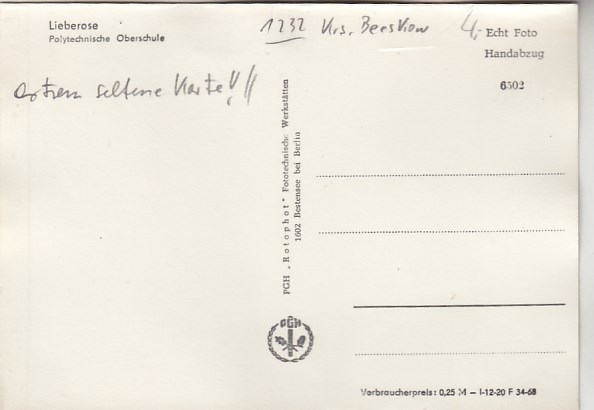 Lieberose
Polytechnische Oberschule
1232 Krs. Beeskow
4,-
Echt Foto
Handabzug
6502
extrem seltene Karte!!!
PGH „Rotophot“ Fototechnische Werkstätten
1602 Bestensee bei Berlin
PGH
Verbraucherpreis: 0,25 M — I-12-20 F 34-68